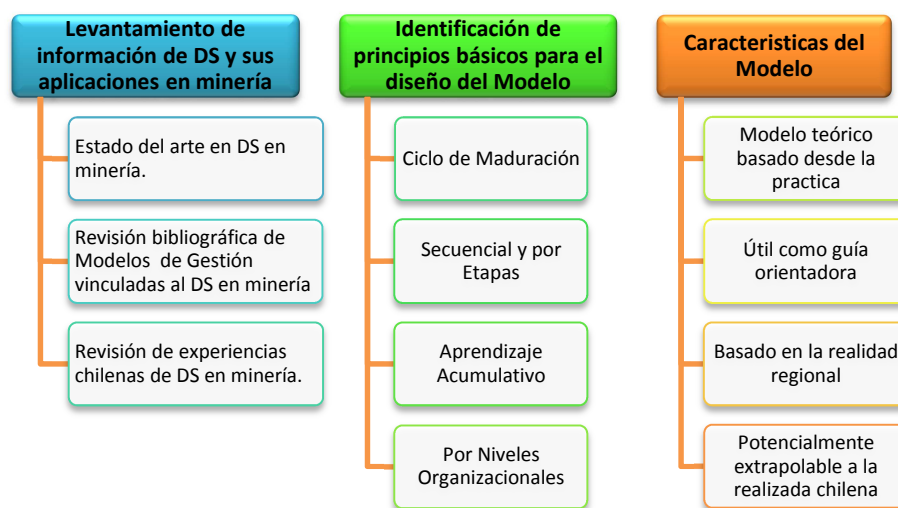 Levantamiento de
información de DS y sus
aplicaciones en minería
Estado del arte en DS en
minería.
Revisión bibliográfica de
Modelos de Gestión
vinculadas al DS en minería
Revisión de experiencias
chilenas de DS en minería.
Identificación de
principios básicos para el
diseño del Modelo
Ciclo de Maduración
Secuencial y por
Etapas
Aprendizaje
Acumulativo
Por Niveles
Organizacionales
Caracteristicas del
Modelo
Modelo teórico
basado desde la
practica
Útil como guía
orientadora
Basado en la realidad
regional
Potencialmente
extrapolable a la
realizada chilena